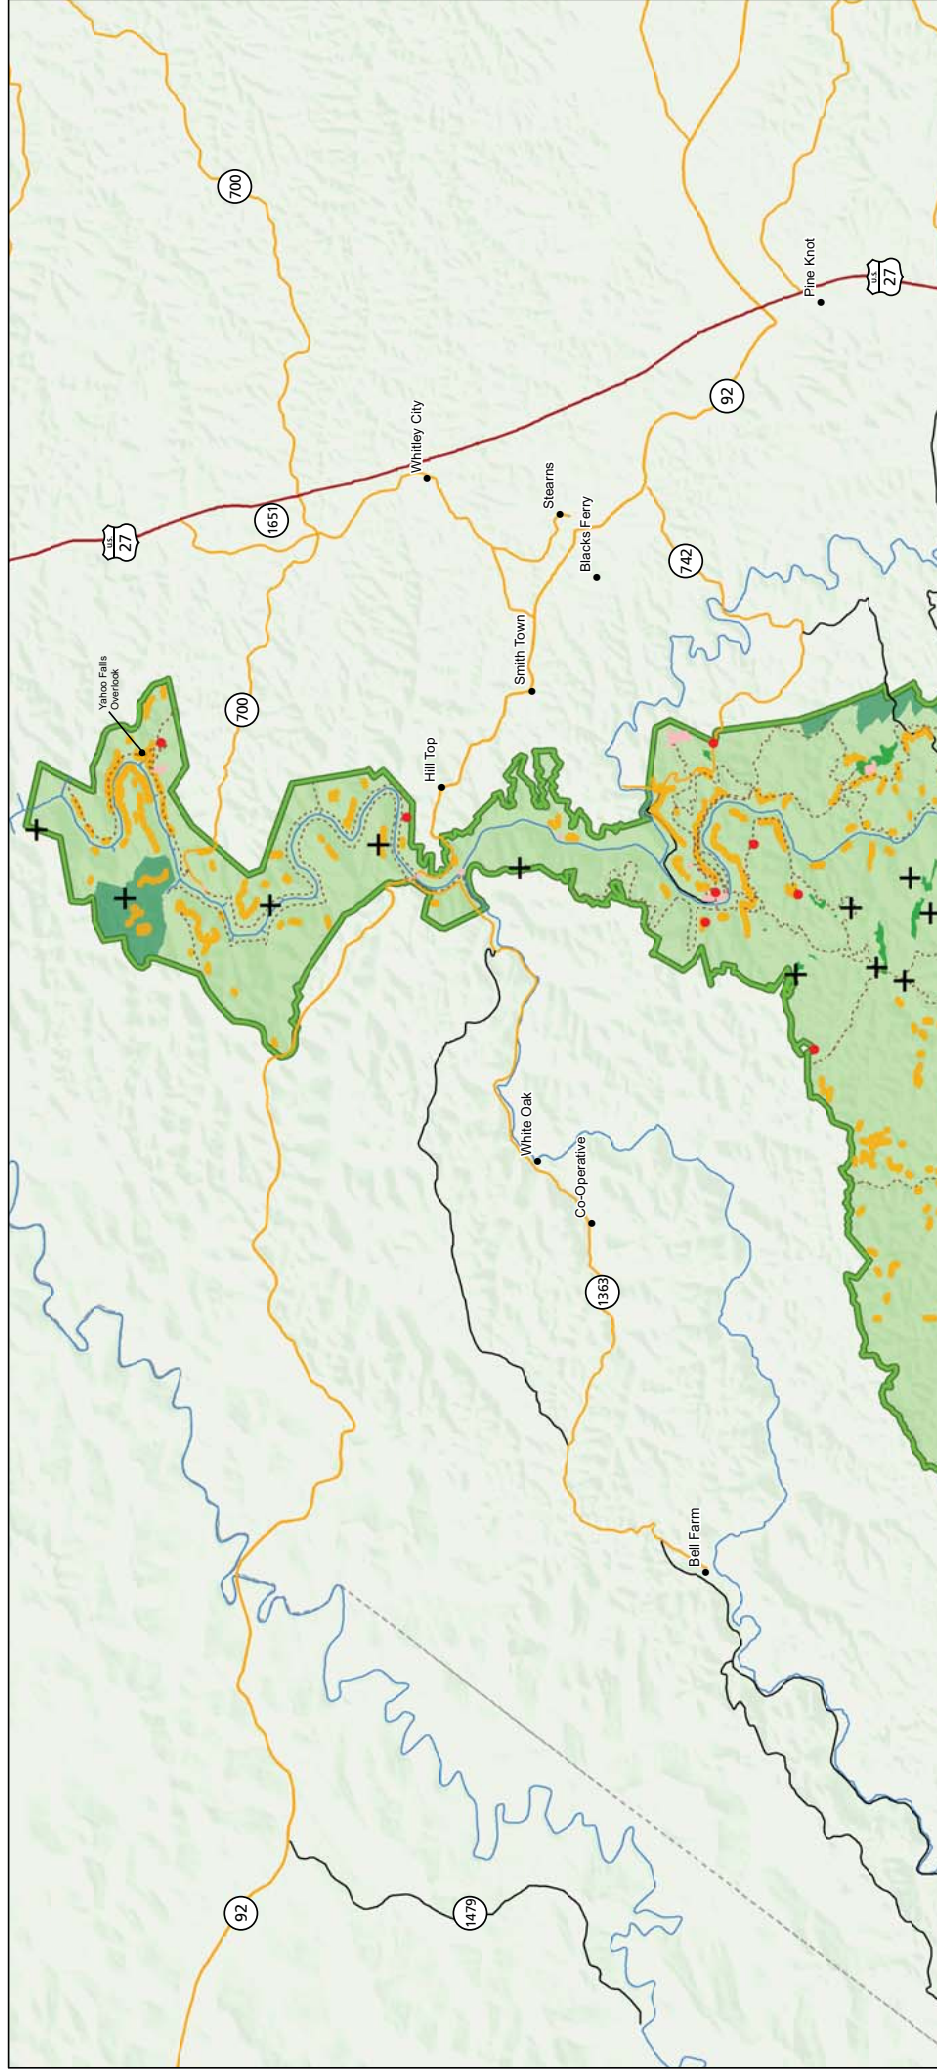 700
Pine Knot
U.S.
27
92
Whitley City
Stearns
1651
U.S.
27
Blacks Ferry
742
Smith Town
Yahoo Falls
Overlook
700
Hill Top
White Oak
Co-Operative
1363
Bell Farm
92
1479